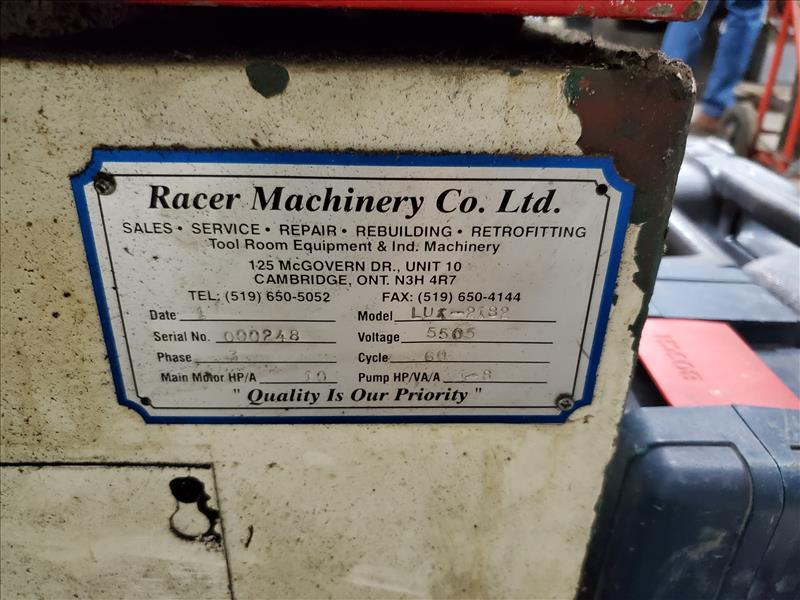 Racer Machinery Co. Ltd.
SALES • SERVICE • REPAIR • REBUILDING • RETROFITTING
Tool Room Equipment & Ind. Machinery
125 McGOVERN DR., UNIT 10
CAMBRIDGE, ONT. N3H 4R7
TEL: (519) 650-5052 FAX: (519) 650-4144
Date 1 Model
Serial No. 000248 Voltage 5505
Phase 3 Cycle 60
Main Motor HP/A 10 Pump HP/VA/A
" Quality Is Our Priority "